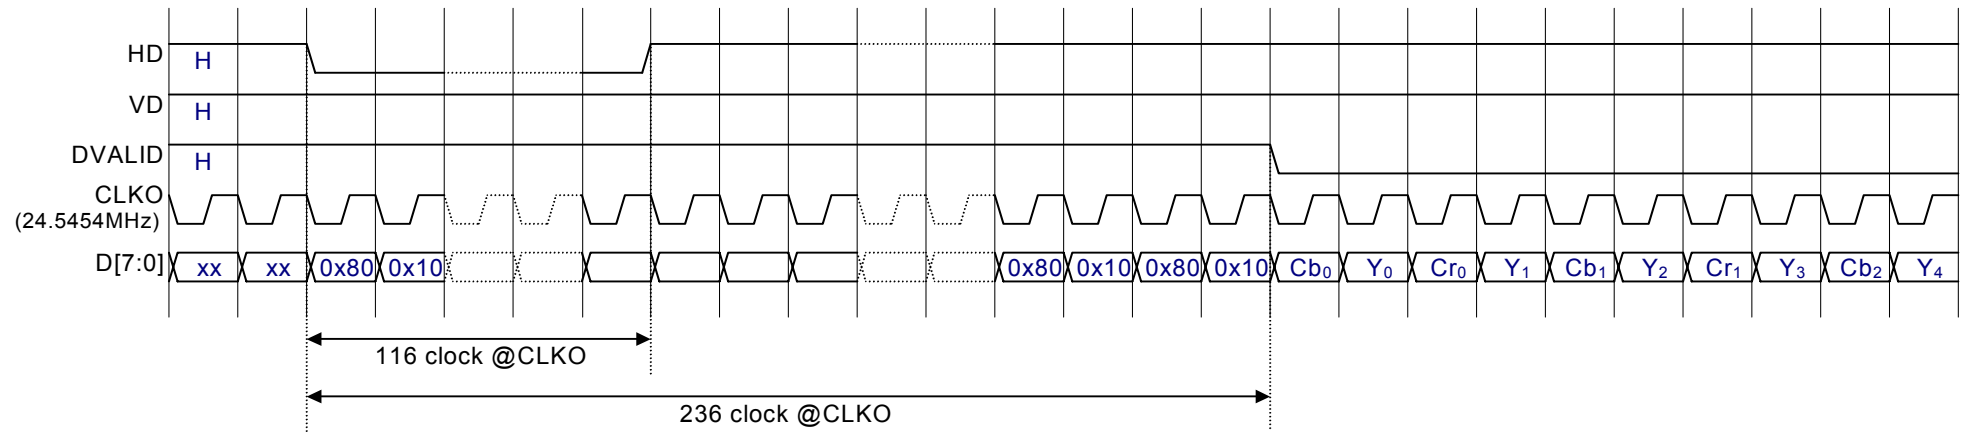 HD H
VD H
DVALID H
CLKO
(24.5454MHz)
D[7:0] xx xx 0x80 0x10 0x80 0x10 0x80 0x10 Cb0 Y0 Cr0 Y1 Cb1 Y2 Cr1 Y3 Cb2 Y4
116 clock @CLKO
236 clock @CLKO